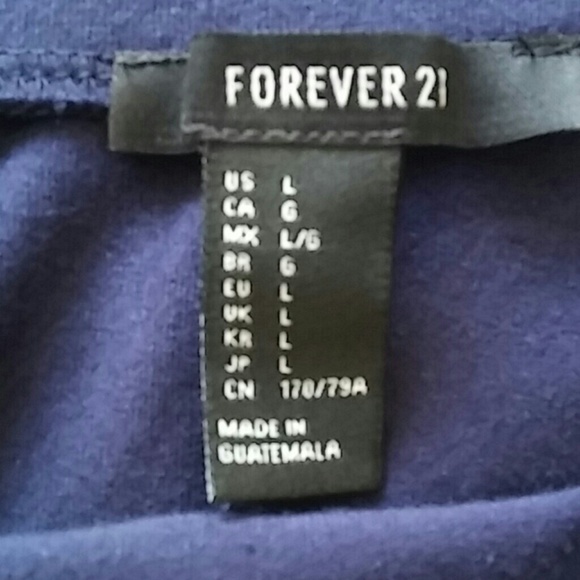 FOREVER 21
US L
CA G
MX L/G
BR G
EU L
UK L
KR L
JP L
CN 170/79A
MADE IN
GUATEMALA